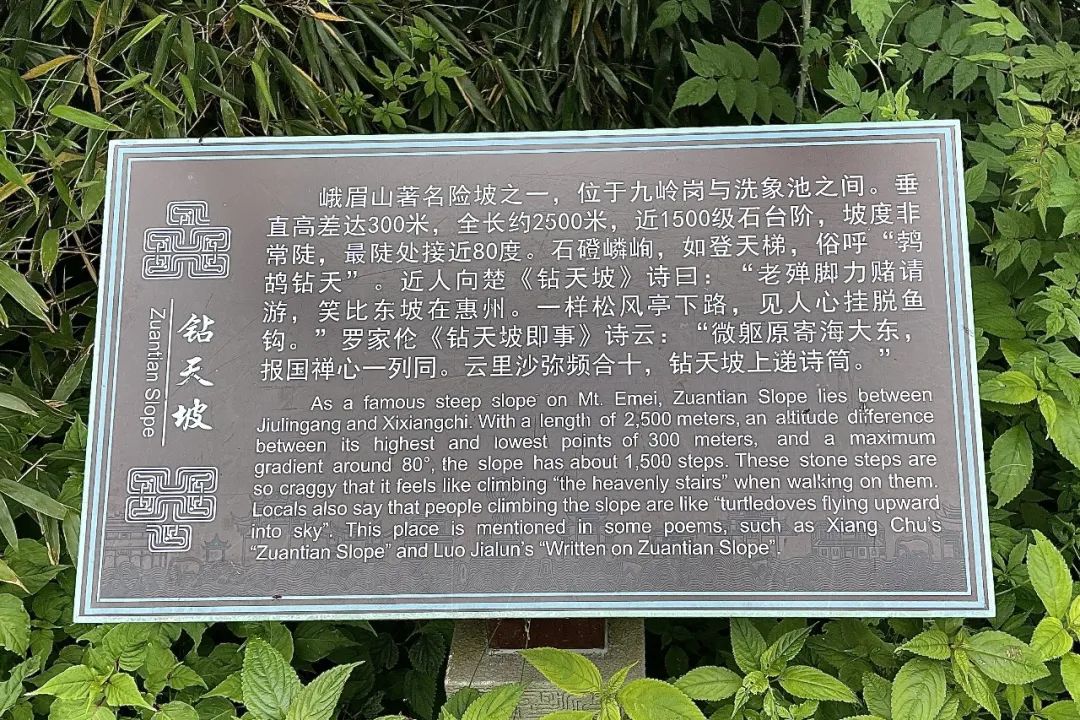 钻天坡
Zuantian Slope
峨眉山著名险坡之一，位于九岭岗与洗象池之间。垂
直高差达300米，全长约2500米，近1500级石台阶，坡度非
常陡，最陡处接近80度。石磴嶙峋，如登天梯，俗呼“鹁
鸪钻天”。近人向楚《钻天坡》诗曰：“老殚脚力赌请
游，笑比东坡在惠州。一样松风亭下路，见人心挂脱鱼
钩。”罗家伦《钻天坡即事》诗云：“微躯原寄海大东，
报国禅心一列同。云里沙弥频合十，钻天坡上递诗筒。”
As a famous steep slope on Mt. Emei, Zuantian Slope lies between
Jiulingang and Xixiangchi. With a length of 2,500 meters, an altitude difference
between its highest and lowest points of 300 meters, and a maximum
gradient around 80°, the slope has about 1,500 steps. These stone steps are
so craggy that it feels like climbing “the heavenly stairs” when walking on them.
Locals also say that people climbing the slope are like “turtledoves flying upward
into sky”. This place is mentioned in some poems, such as Xiang Chu’s
“Zuantian Slope” and Luo Jialun’s “Written on Zuantian Slope”.